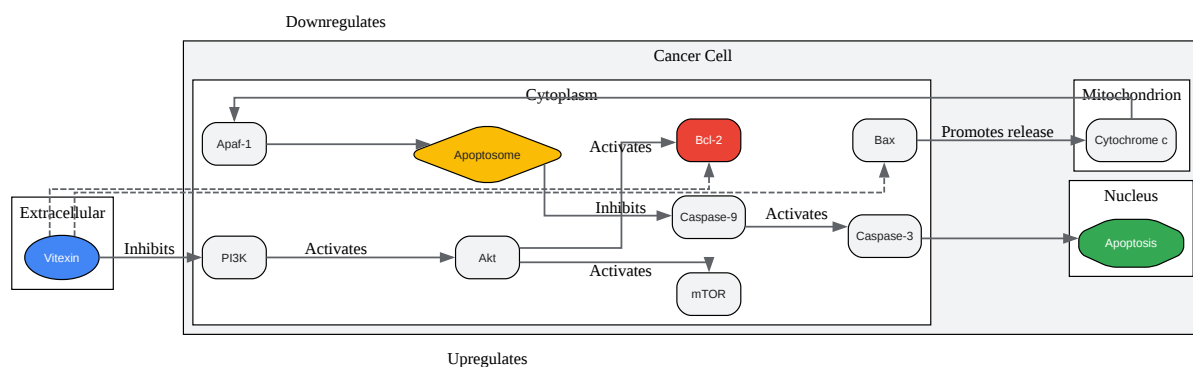 Downregulates
Cancer Cell
Cytoplasm
Mitochondrion
Apaf-1
Apoptosome
Activates
Bcl-2
Bax
Promotes release
Cytochrome c
Extracellular
Nucleus
Inhibits
Caspase-9
Activates
Caspase-3
Apoptosis
Vitexin
Inhibits
PI3K
Activates
Akt
Activates
mTOR
Upregulates